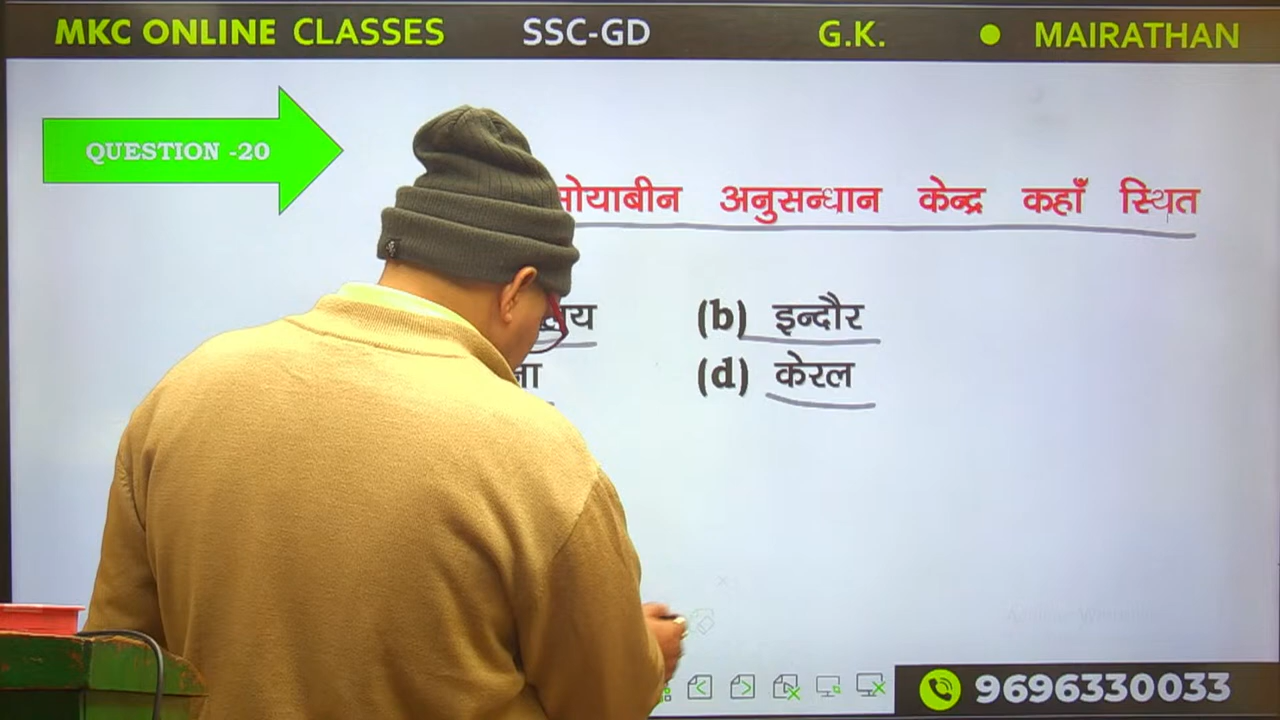 MKC ONLINE CLASSES SSC-GD G.K. ● MAIRATHAN
QUESTION -20
सोयाबीन अनुसन्धान केन्द्र कहाँ स्थित
(b) इन्दौर
(d) केरल
9696330033